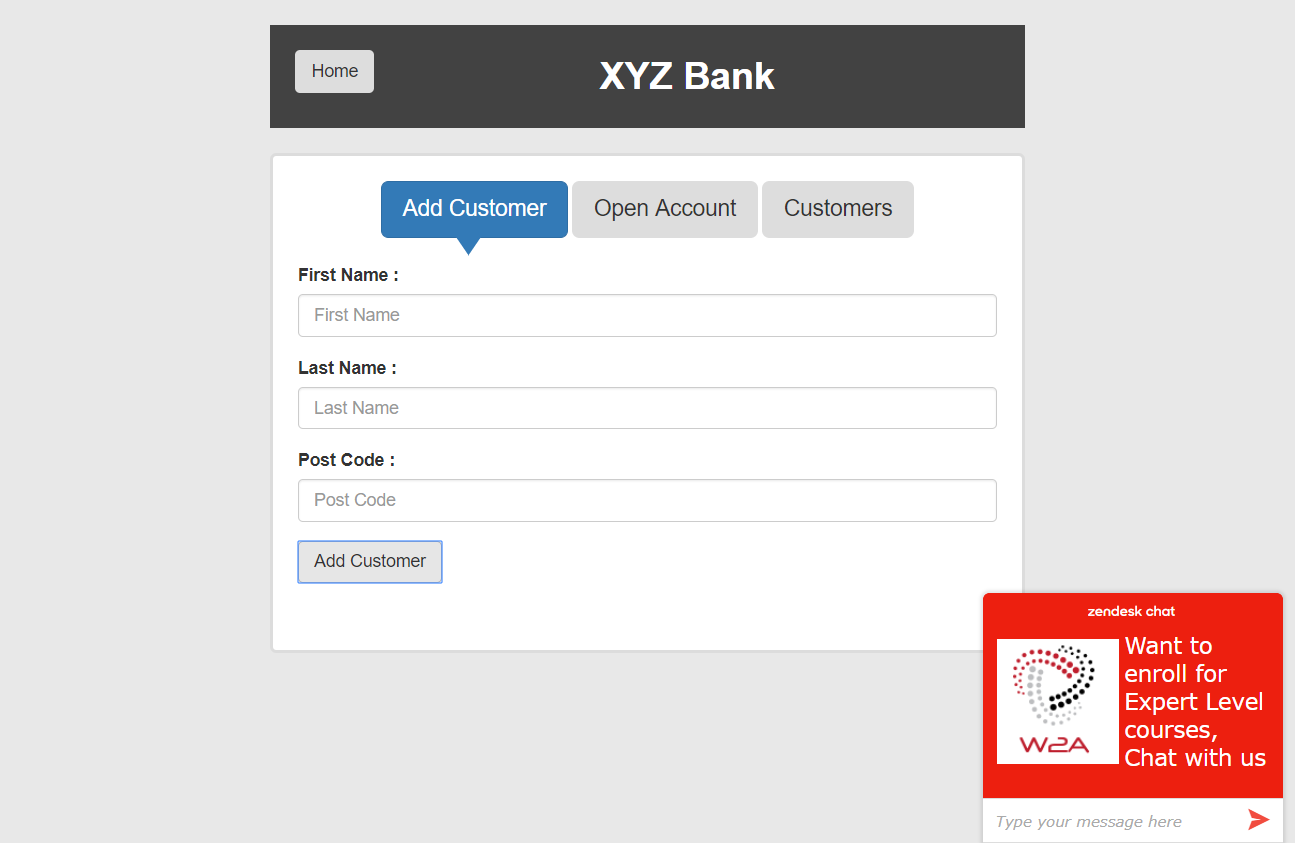 Home
XYZ Bank
Add Customer
Open Account
Customers
First Name :
First Name
Last Name :
Last Name
Post Code :
Post Code
Add Customer
zendesk chat
Want to
enroll for
Expert Level
courses,
Chat with us
W2A
Type your message here